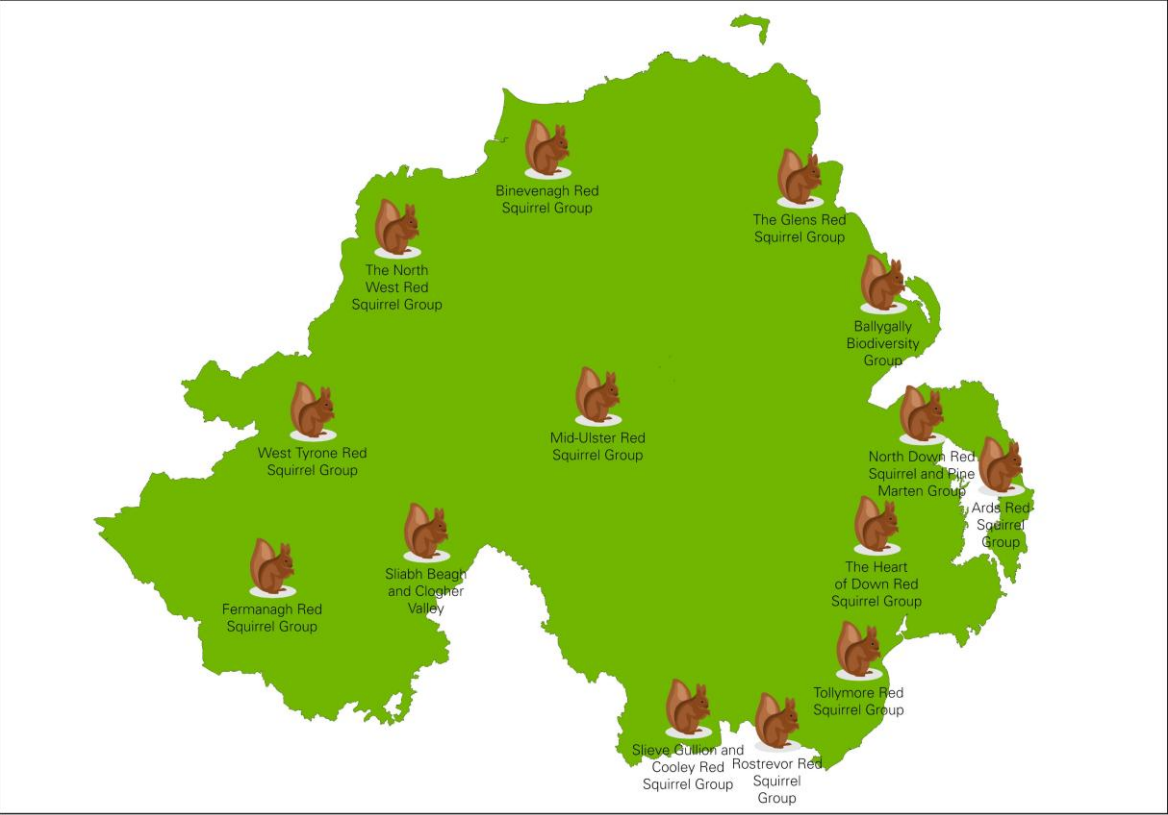 Binevenagh Red
Squirrel Group
The Glens Red
Squirrel Group
The North
West Red
Squirrel Group
Ballygally
Biodiversity
Group
Mid-Ulster Red
Squirrel Group
West Tyrone Red
Squirrel Group
North Down Red
Squirrel and Pine
Marten Group
Ards Red
Squirrel
Group
Sliabh Beagh
and Clogher
Valley
The Heart
of Down Red
Squirrel Group
Fermanagh Red
Squirrel Group
Tollymore Red
Squirrel Group
Slieve Gullion and
Cooley Red
Squirrel Group
Rostrevor Red
Squirrel
Group